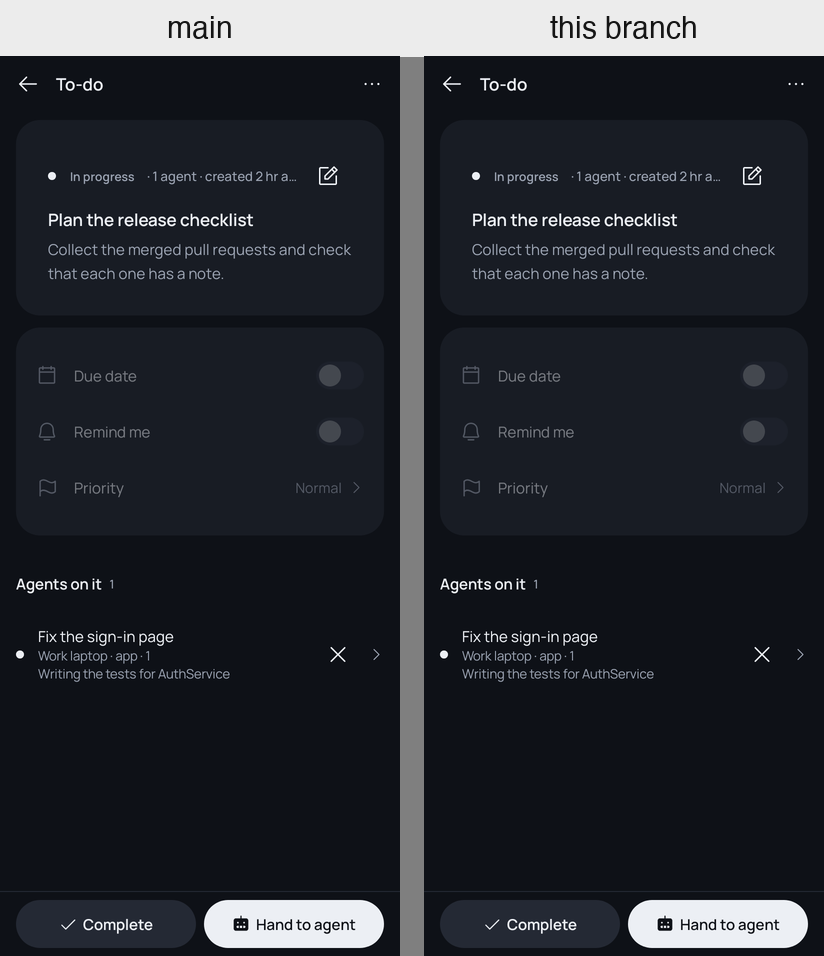 main
this branch
To-do
In progress · 1 agent · created 2 hr a…
Plan the release checklist
Collect the merged pull requests and check
that each one has a note.
Due date
Remind me
Priority Normal
Agents on it 1
Fix the sign-in page
Work laptop · app · 1
Writing the tests for AuthService
Complete
Hand to agent
To-do
In progress · 1 agent · created 2 hr a…
Plan the release checklist
Collect the merged pull requests and check
that each one has a note.
Due date
Remind me
Priority Normal
Agents on it 1
Fix the sign-in page
Work laptop · app · 1
Writing the tests for AuthService
Complete
Hand to agent